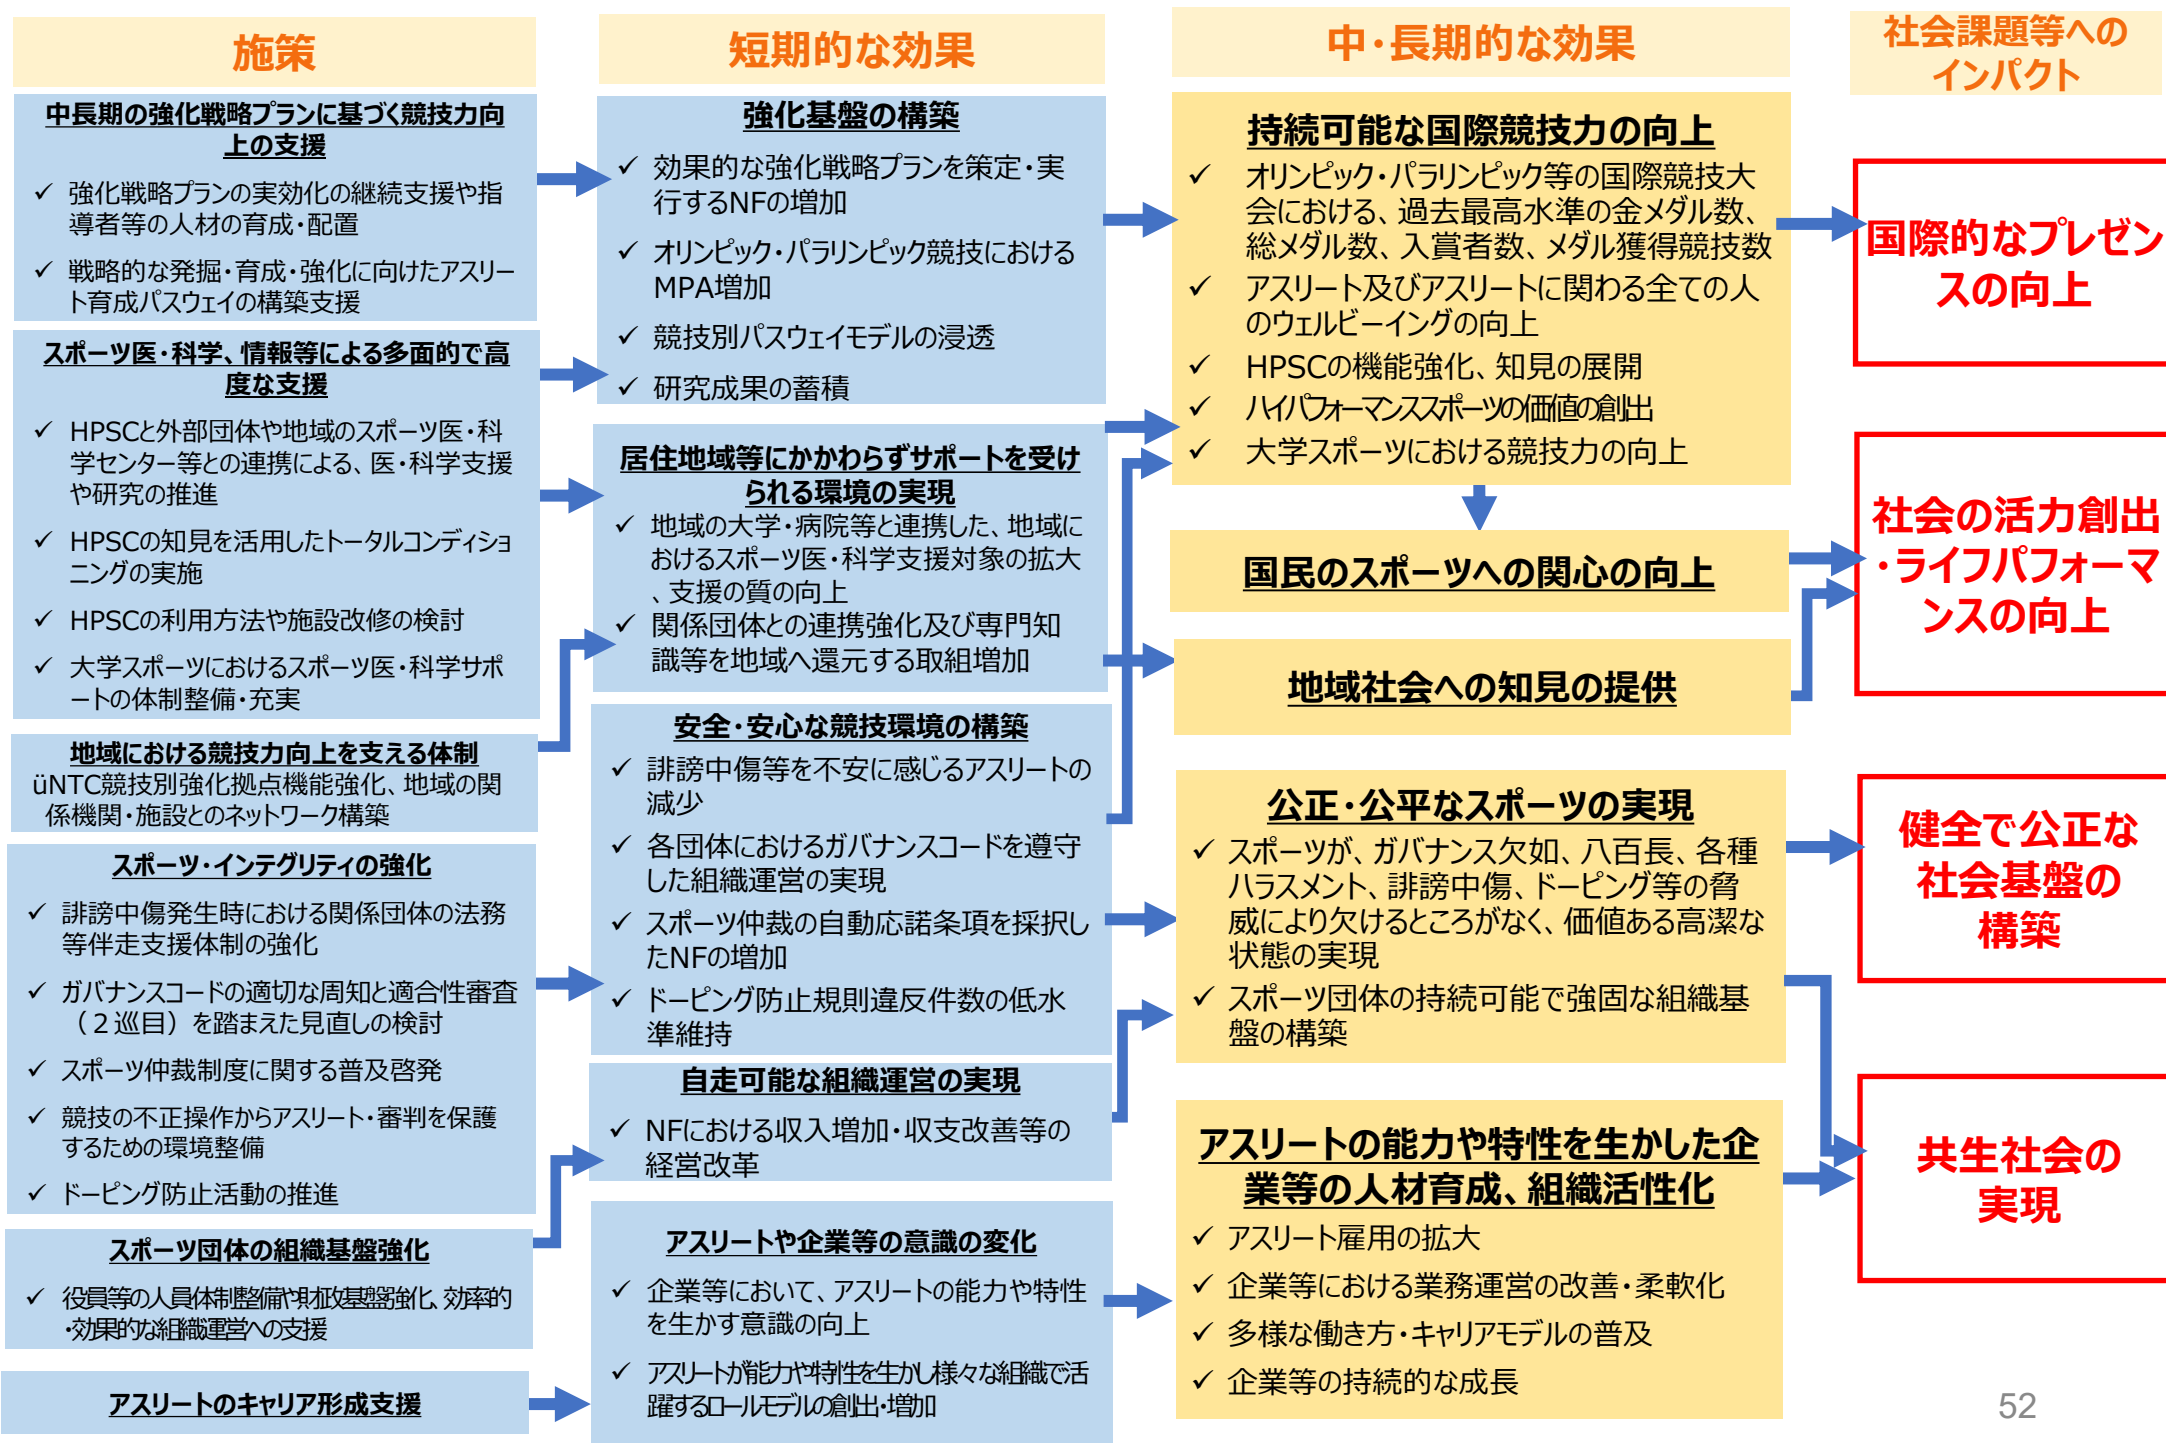 施策
中長期の強化戦略プランに基づく競技力向
上の支援
✓ 強化戦略プランの実効化の継続支援や指
導者等の人材の育成・配置
✓ 戦略的な発掘・育成・強化に向けたアスリー
ト育成パスウェイの構築支援
スポーツ医・科学、情報等による多面的で高
度な支援
✓ HPSCと外部団体や地域のスポーツ医・科
学センター等との連携による、医・科学支援
や研究の推進
✓ HPSCの知見を活用したトータルコンディショ
ニングの実施
✓ HPSCの利用方法や施設改修の検討
✓ 大学スポーツにおけるスポーツ医・科学サポ
ートの体制整備・充実
地域における競技力向上を支える体制
üNTC競技別強化拠点機能強化、地域の関
係機関・施設とのネットワーク構築
スポーツ・インテグリティの強化
✓ 誹謗中傷発生時における関係団体の法務
等伴走支援体制の強化
✓ ガバナンスコードの適切な周知と適合性審査
（２巡目）を踏まえた見直しの検討
✓ スポーツ仲裁制度に関する普及啓発
✓ 競技の不正操作からアスリート・審判を保護
するための環境整備
✓ ドーピング防止活動の推進
スポーツ団体の組織基盤強化
✓ 役員等の人員体制整備や財政基盤強化、効率的
・効果的な組織運営への支援
アスリートのキャリア形成支援
短期的な効果
強化基盤の構築
✓ 効果的な強化戦略プランを策定・実
行するNFの増加
✓ オリンピック・パラリンピック競技における
MPA増加
✓ 競技別パスウェイモデルの浸透
✓ 研究成果の蓄積
居住地域等にかかわらずサポートを受け
られる環境の実現
✓ 地域の大学・病院等と連携した、地域に
おけるスポーツ医・科学支援対象の拡大
、支援の質の向上
✓ 関係団体との連携強化及び専門知
識等を地域へ還元する取組増加
安全・安心な競技環境の構築
✓ 誹謗中傷等を不安に感じるアスリートの
減少
✓ 各団体におけるガバナンスコードを遵守
した組織運営の実現
✓ スポーツ仲裁の自動応諾条項を採択し
たNFの増加
✓ ドーピング防止規則違反件数の低水
準維持
自走可能な組織運営の実現
✓ NFにおける収入増加・収支改善等の
経営改革
アスリートや企業等の意識の変化
✓ 企業等において、アスリートの能力や特性
を生かす意識の向上
✓ アスリートが能力や特性を生かし様々な組織で活
躍するロールモデルの創出・増加
中・長期的な効果
持続可能な国際競技力の向上
✓ オリンピック・パラリンピック等の国際競技大
会における、過去最高水準の金メダル数、
総メダル数、入賞者数、メダル獲得競技数
✓ アスリート及びアスリートに関わる全ての人
のウェルビーイングの向上
✓ HPSCの機能強化、知見の展開
✓ ハイパフォーマンススポーツの価値の創出
✓ 大学スポーツにおける競技力の向上
国民のスポーツへの関心の向上
地域社会への知見の提供
公正・公平なスポーツの実現
✓ スポーツが、ガバナンス欠如、八百長、各種
ハラスメント、誹謗中傷、ドーピング等の脅
威により欠けるところがなく、価値ある高潔な
状態の実現
✓ スポーツ団体の持続可能で強固な組織基
盤の構築
アスリートの能力や特性を生かした企
業等の人材育成、組織活性化
✓ アスリート雇用の拡大
✓ 企業等における業務運営の改善・柔軟化
✓ 多様な働き方・キャリアモデルの普及
✓ 企業等の持続的な成長
社会課題等への
インパクト
国際的なプレゼン
スの向上
社会の活力創出
・ライフパフォーマ
ンスの向上
健全で公正な
社会基盤の
構築
共生社会の
実現
52